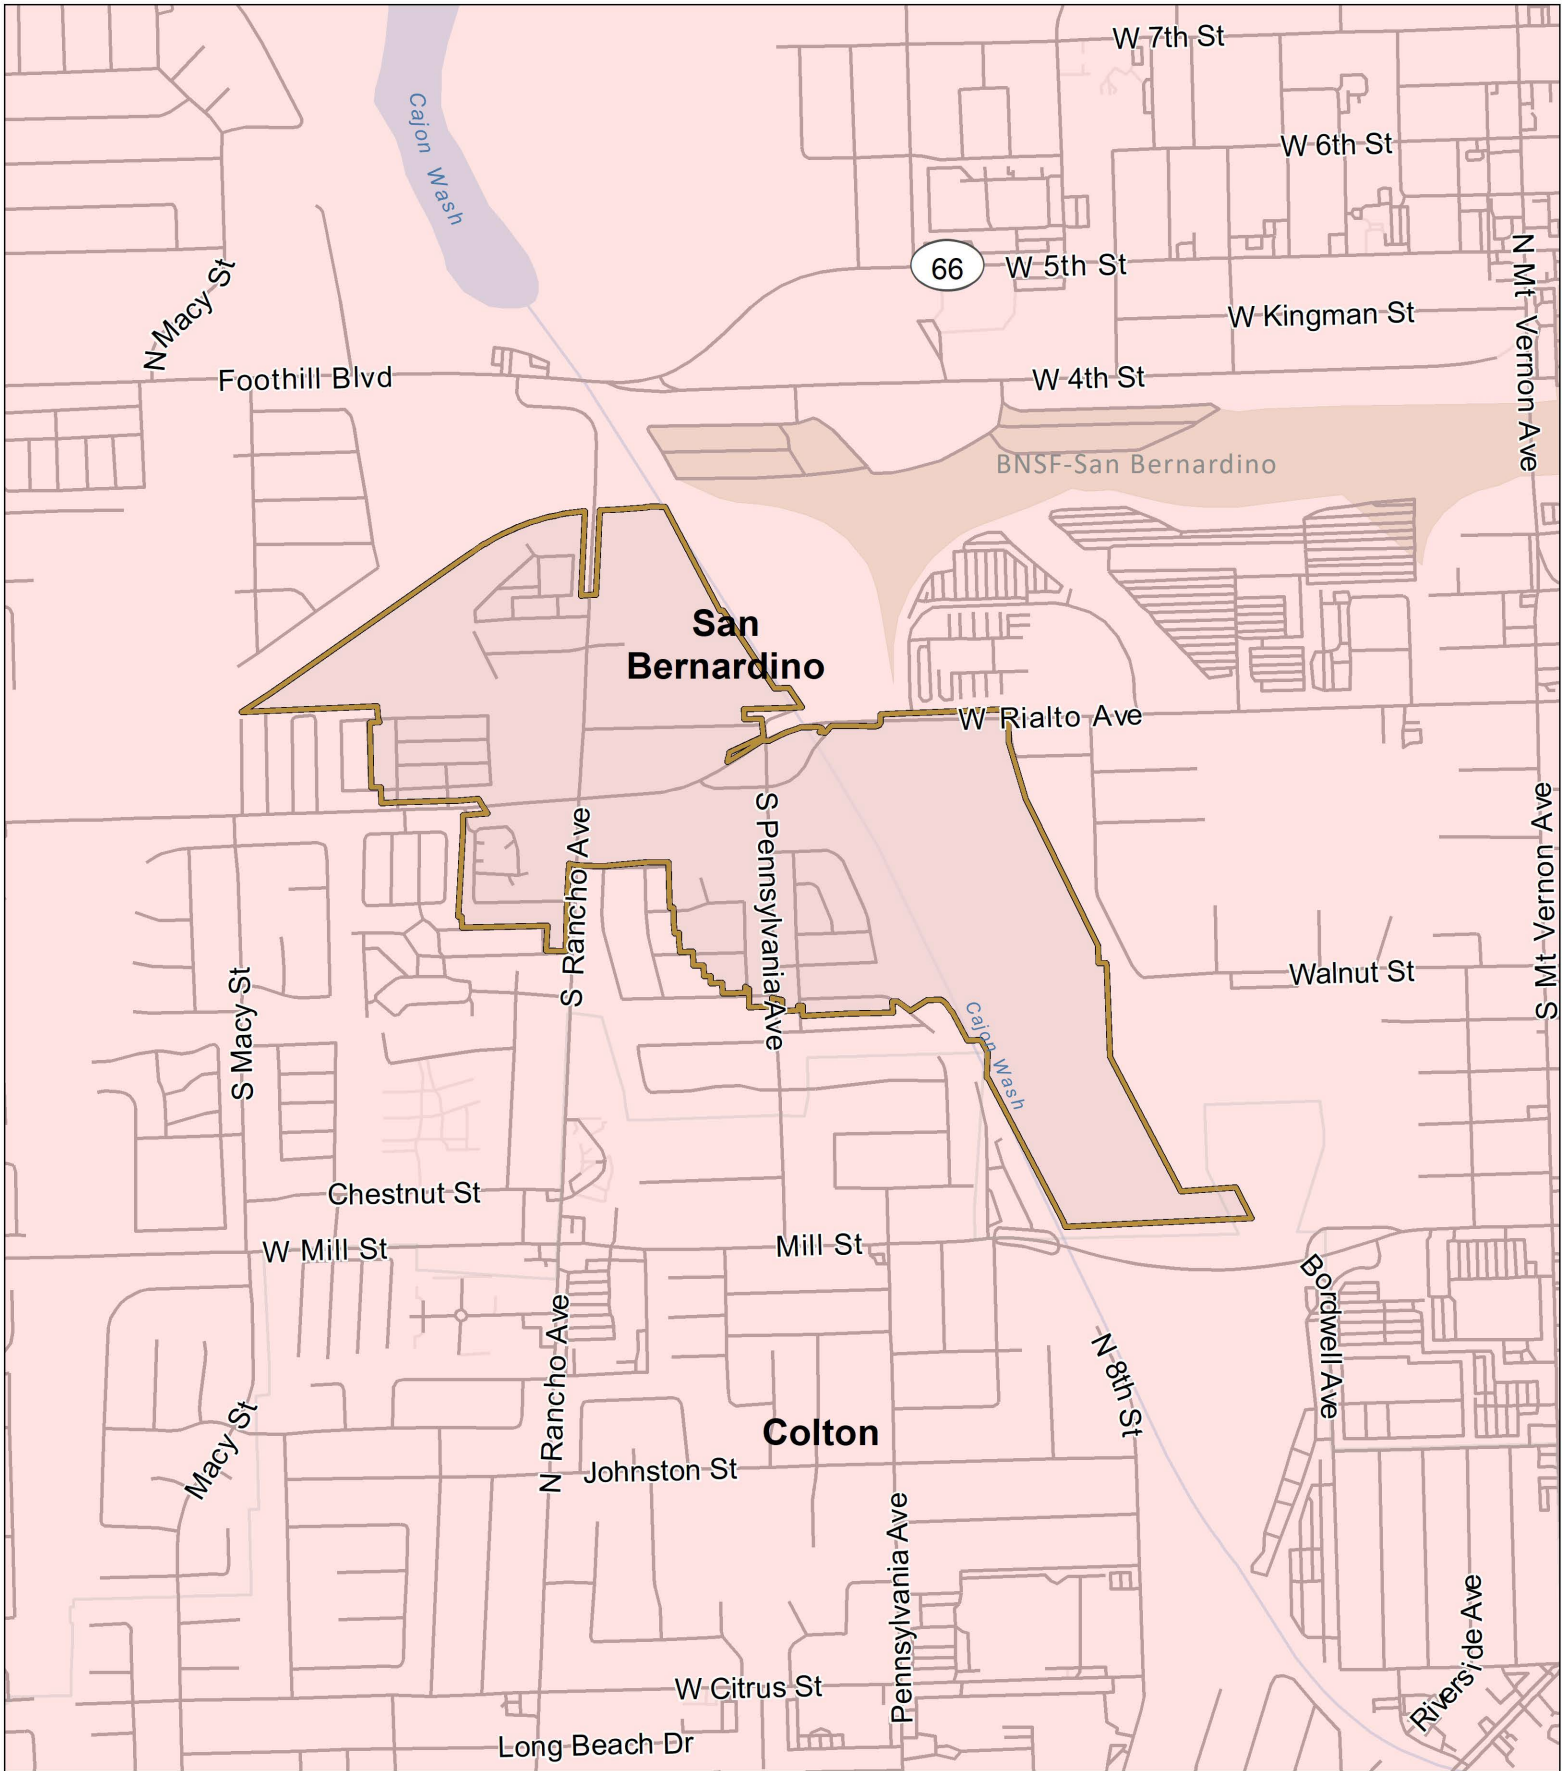 W 7th St
Cajon Wash
W 6th St
N Mt Vernon Ave
66
W 5th St
N Macy St
W Kingman St
Foothill Blvd
W 4th St
BNSF-San Bernardino
San
Bernardino
W Rialto Ave
S Pennsylvania Ave
S Rancho Ave
S Mt Vernon Ave
Walnut St
S Macy St
Cajon Wash
Chestnut St
W Mill St
Mill St
Bordwell Ave
N Rancho Ave
N 8th St
Macy St
Colton
Johnston St
Pennsylvania Ave
Riverside Ave
W Citrus St
Long Beach Dr